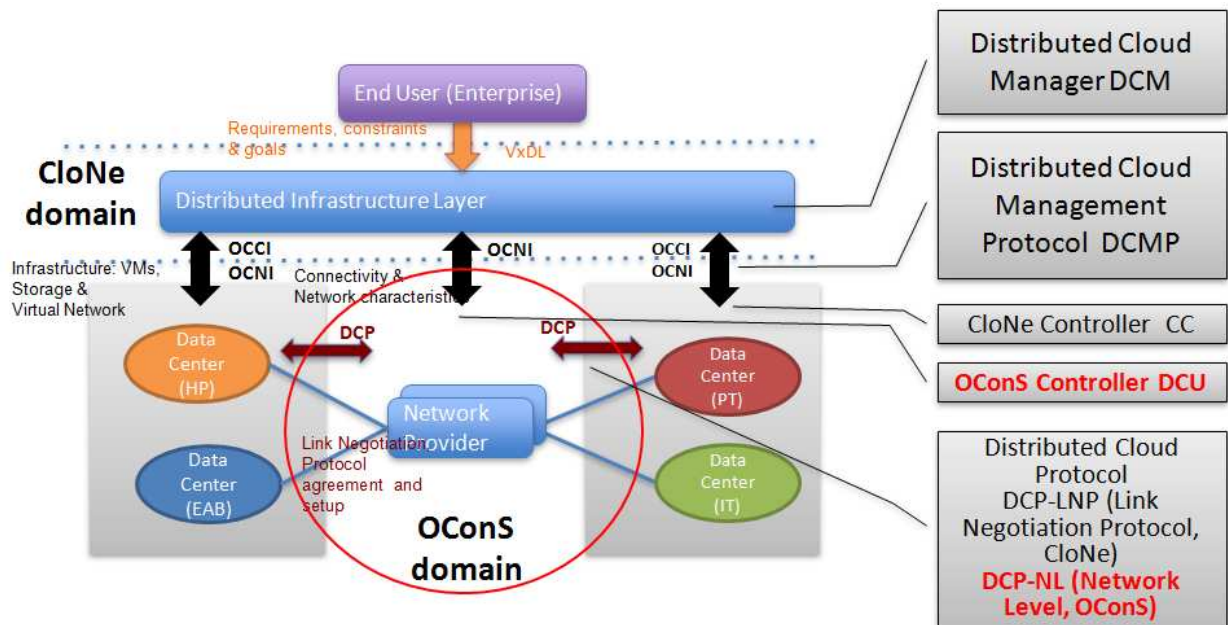 End User (Enterprise)
Requirements, constraints
& goals
VxDL
CloNe
domain
Distributed Infrastructure Layer
OCCI
OCNI
OCNI
OCCI
OCNI
Infrastructure: VMs,
Storage &
Virtual Network
Connectivity &
Network characteristics
DCP
DCP
Data
Center
(HP)
Data
Center
(EAB)
Network
Provider
Link Negotiation
Protocol
agreement and
setup
Data
Center
(PT)
Data
Center
(IT)
OConS
domain
Distributed Cloud
Manager DCM
Distributed Cloud
Management
Protocol DCMP
CloNe Controller CC
OConS Controller DCU
Distributed Cloud
Protocol
DCP-LNP (Link
Negotiation Protocol,
CloNe)
DCP-NL (Network
Level, OConS)